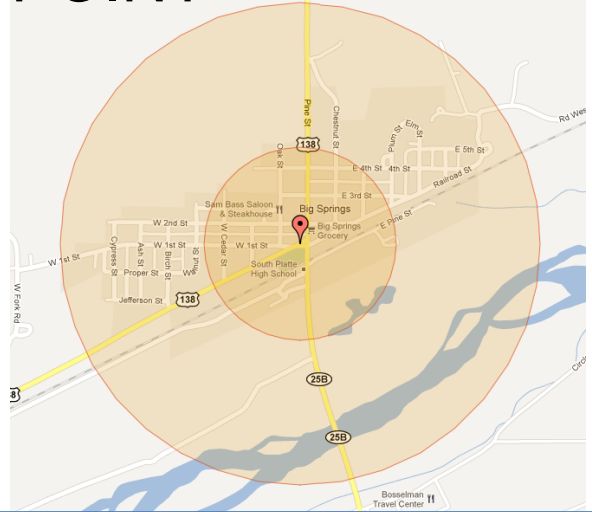 POINT
Pine St
Chestnut St
138
Oak St
Plum St
Elm St
E 5th St
Rd Wes
E 4th St
4th St
Railroad St
E 3rd St
Sam Bass Saloon
& Steakhouse
Big Springs
E Pine St
W 2nd St
Big Springs
Grocery
W Cedar St
W 1st St
W 1st St
W 1st St
Cypress St
Ash St
Birch St
South Platte
High School
Proper St
Jefferson St
138
W Fork Rd
25B
Circle
8
25B
Bosselman
Travel Center